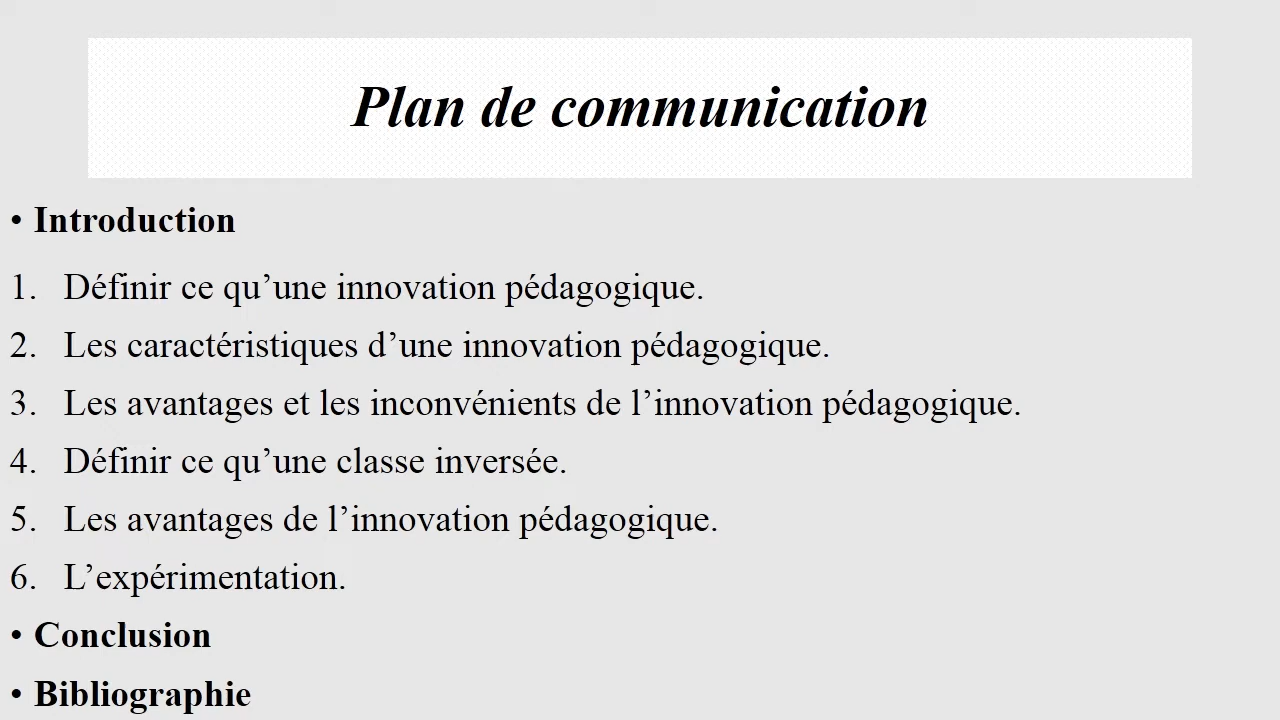 Plan de communication
• Introduction
1. Définir ce qu’une innovation pédagogique.
2. Les caractéristiques d’une innovation pédagogique.
3. Les avantages et les inconvénients de l’innovation pédagogique.
4. Définir ce qu’une classe inversée.
5. Les avantages de l’innovation pédagogique.
6. L’expérimentation.
• Conclusion
• Bibliographie